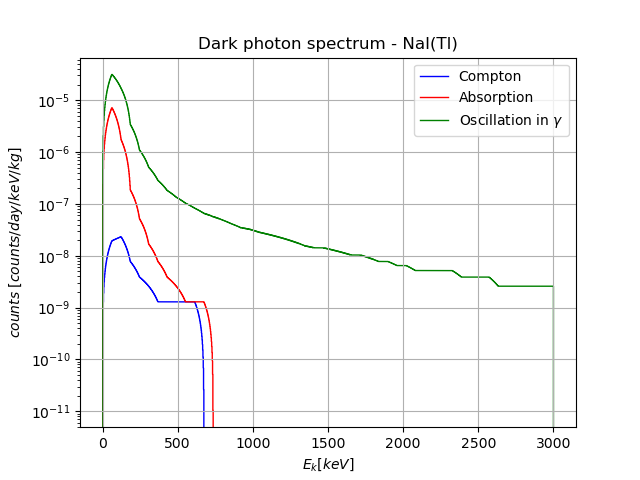 Dark photon spectrum - NaI(Tl)
Compton
Absorption
Oscillation in γ
10⁻⁵
10⁻⁶
10⁻⁷
10⁻⁸
10⁻⁹
10⁻¹⁰
10⁻¹¹
counts [counts/day/keV/kg]
0 500 1000 1500 2000 2500 3000
E_k[keV]